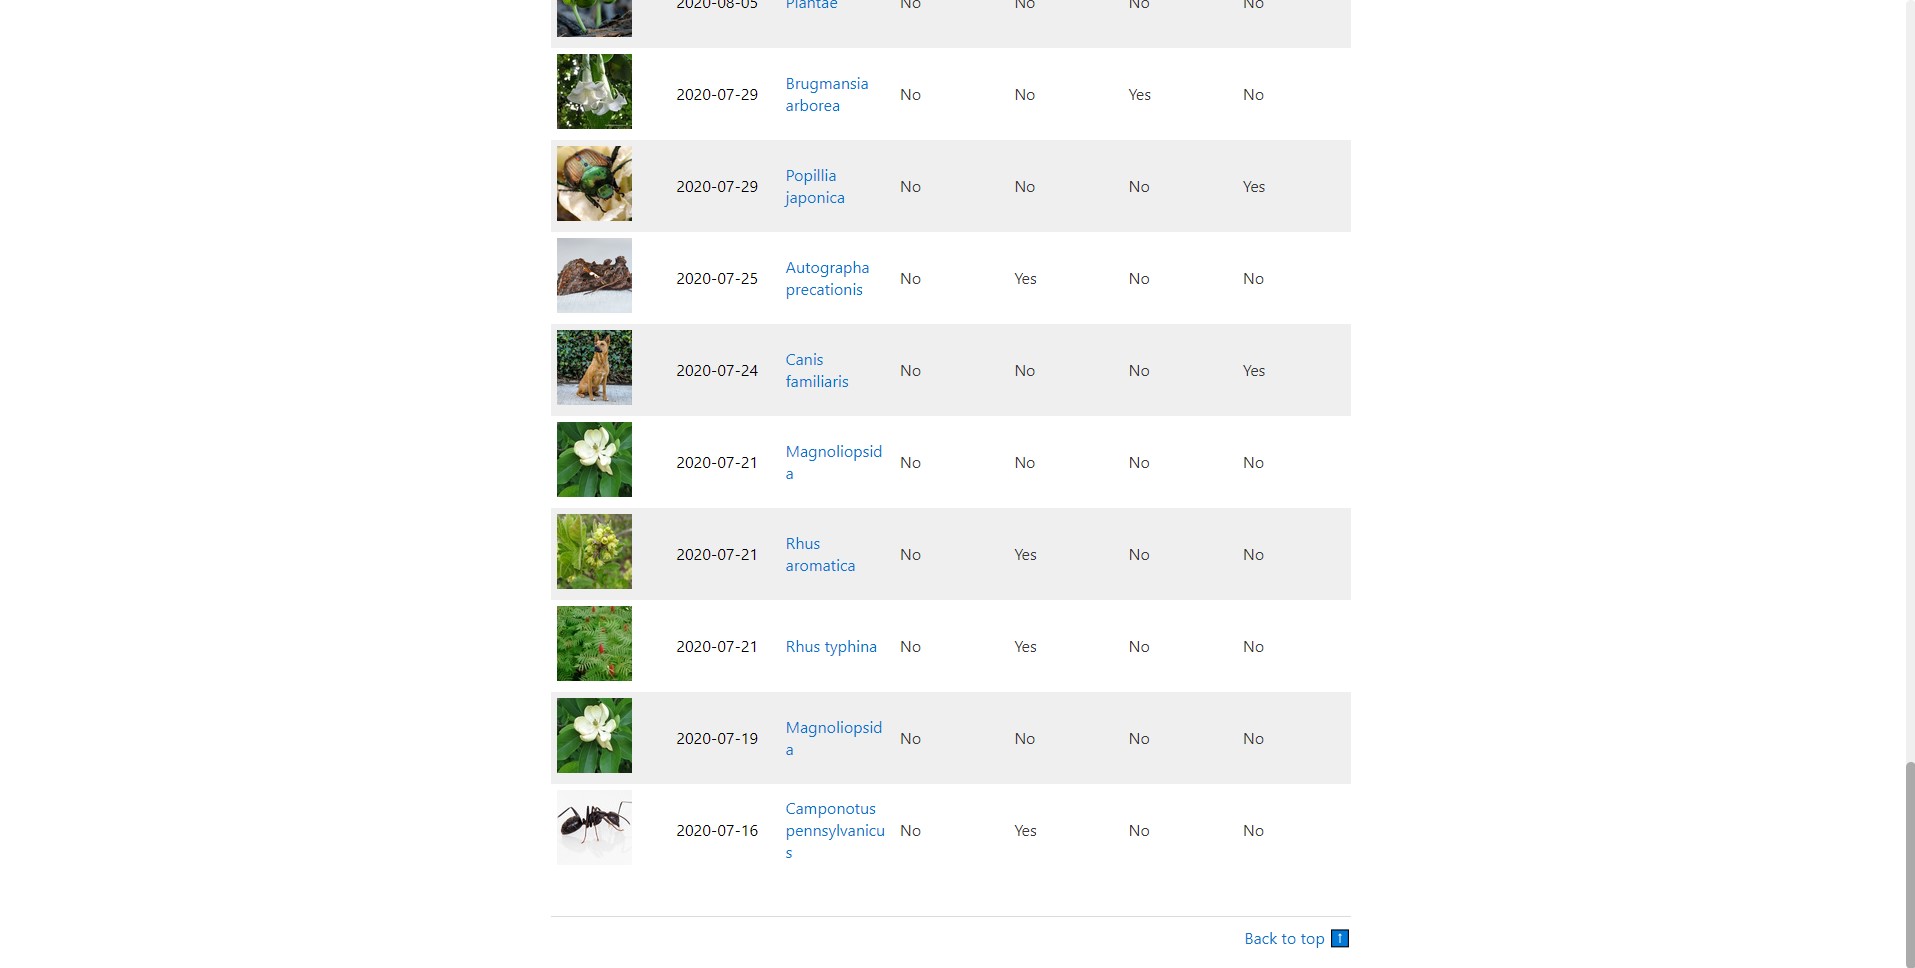 2020-08-05 Plantae No No No No
2020-07-29 Brugmansia No No Yes No
arborea
2020-07-29 Popillia No No No Yes
japonica
2020-07-25 Autographa No Yes No No
precationis
2020-07-24 Canis No No No Yes
familiaris
2020-07-21 Magnoliopsid No No No No
a
2020-07-21 Rhus No Yes No No
aromatica
2020-07-21 Rhus typhina No Yes No No
2020-07-19 Magnoliopsid No No No No
a
Camponotus
2020-07-16 pennsylvanicu No Yes No No
s
Back to top ↑